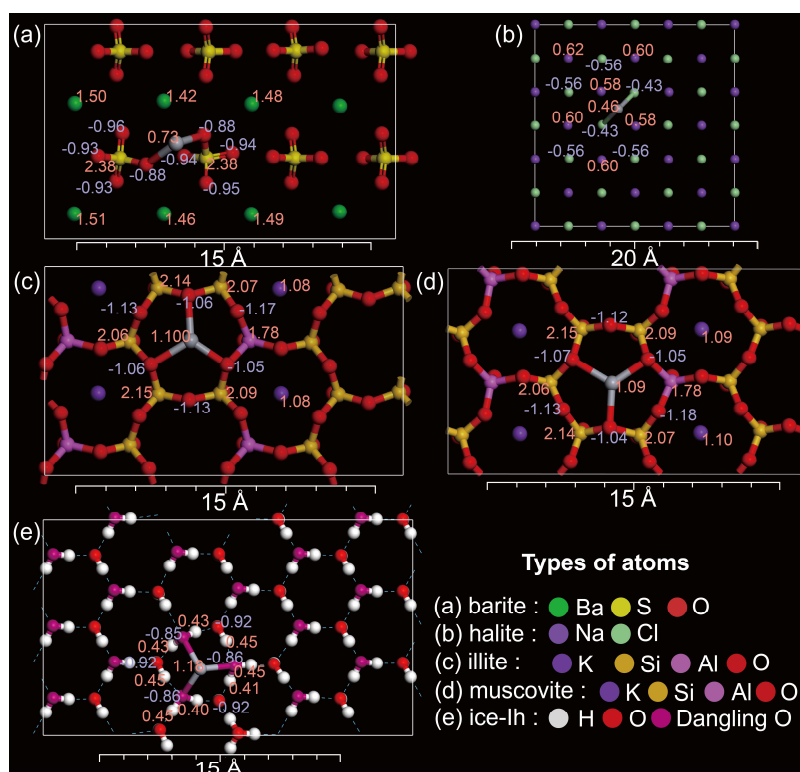 (a)
1.50 1.42 1.48
-0.96 0.73 -0.88
-0.93 -0.94
2.38 -0.94 2.38
-0.88
-0.93 -0.95
1.51 1.46 1.49
15 Å
(b)
0.62 0.60
-0.56
-0.56 0.58 -0.43
0.46
0.60 0.58
-0.43
-0.56 -0.56
0.60
20 Å
(c)
2.14 2.07 1.08
-1.13 -1.06 -1.17
2.06 1.100 1.78
-1.06 -1.05
2.15 2.09 1.08
-1.13
15 Å
(d)
-1.12
2.15 2.09 1.09
-1.07 -1.05
2.06 1.09 1.78
-1.13 -1.18
2.14 -1.04 2.07 1.10
15 Å
(e)
0.43 -0.92
-0.85
0.43 0.45
-0.92 1.18 -0.86
0.45 0.45
-0.86 0.41
0.45 0.40 -0.92
15 Å
Types of atoms
(a) barite : Ba S O
(b) halite : Na Cl
(c) illite : K Si Al O
(d) muscovite : K Si Al O
(e) ice-Ih : H O Dangling O